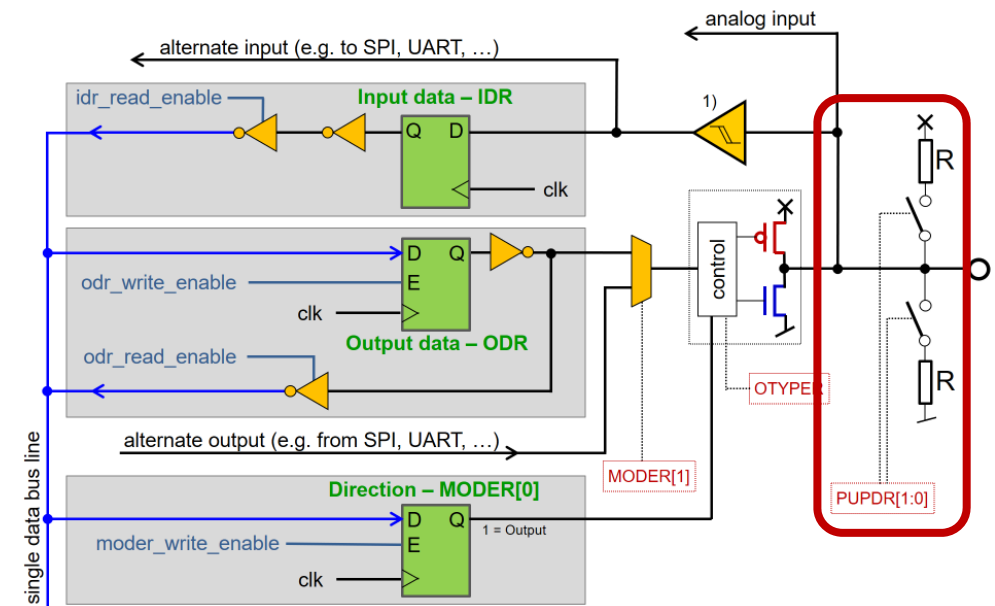 analog input
alternate input (e.g. to SPI, UART, …)
idr_read_enable
Input data – IDR
1)
Q D
clk
R
D Q
E
odr_write_enable
clk
control
Output data – ODR
odr_read_enable
OTYPER
R
alternate output (e.g. from SPI, UART, …)
MODER[1]
PUPDR[1:0]
Direction – MODER[0]
D Q
1 = Output
moder_write_enable
E
clk
single data bus line